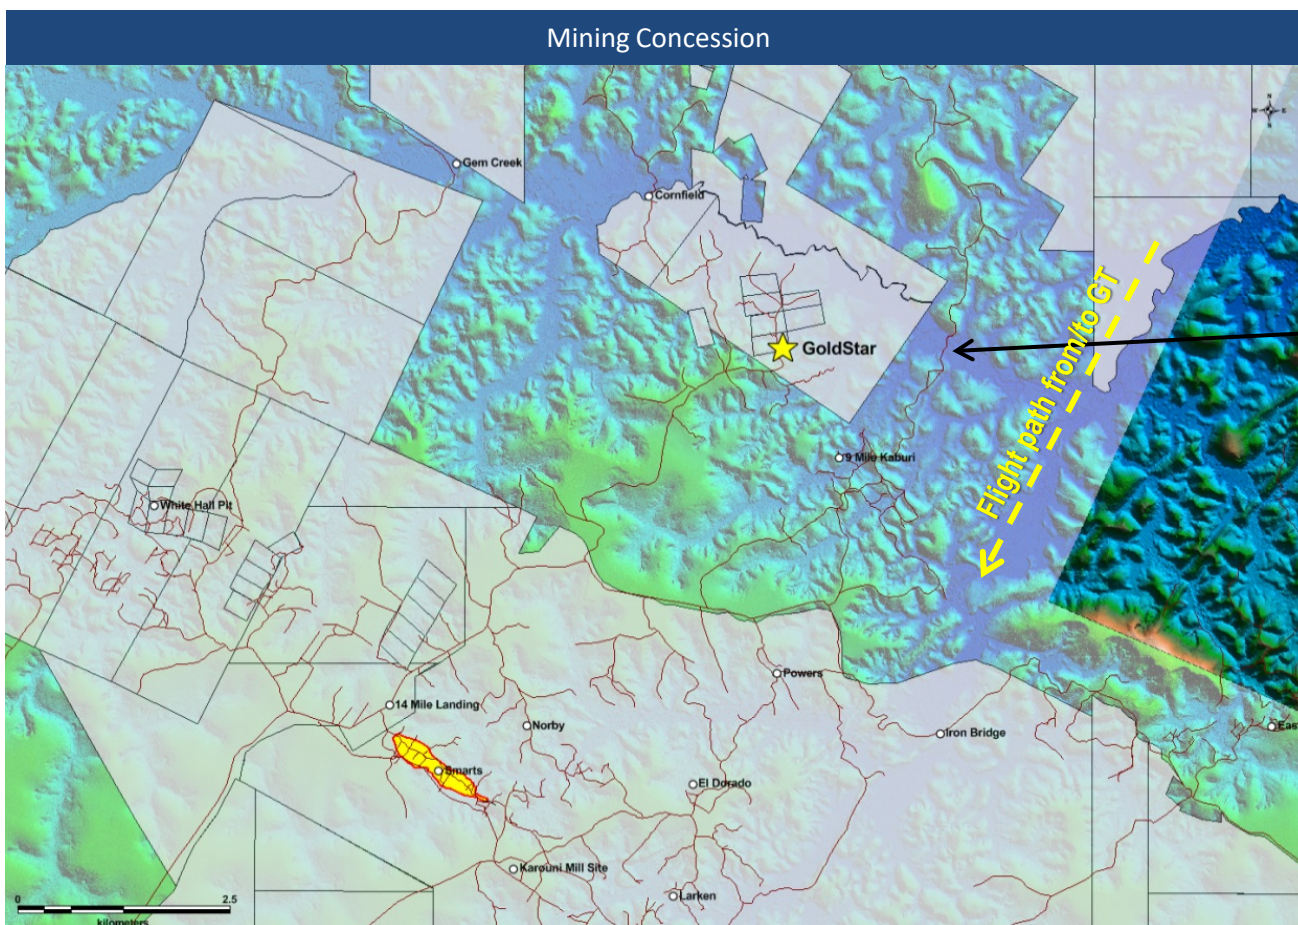 Mining Concession
N
W
E
S
Gem Creek
Cornfield
GoldStar
Flight path from/to GT
9 Mile Kaburi
White Hall Pit
Powers
14 Mile Landing
Norby
Iron Bridge
East
Smarts
El Dorado
Karouni Mill Site
Larken
0
2.5
kilometers